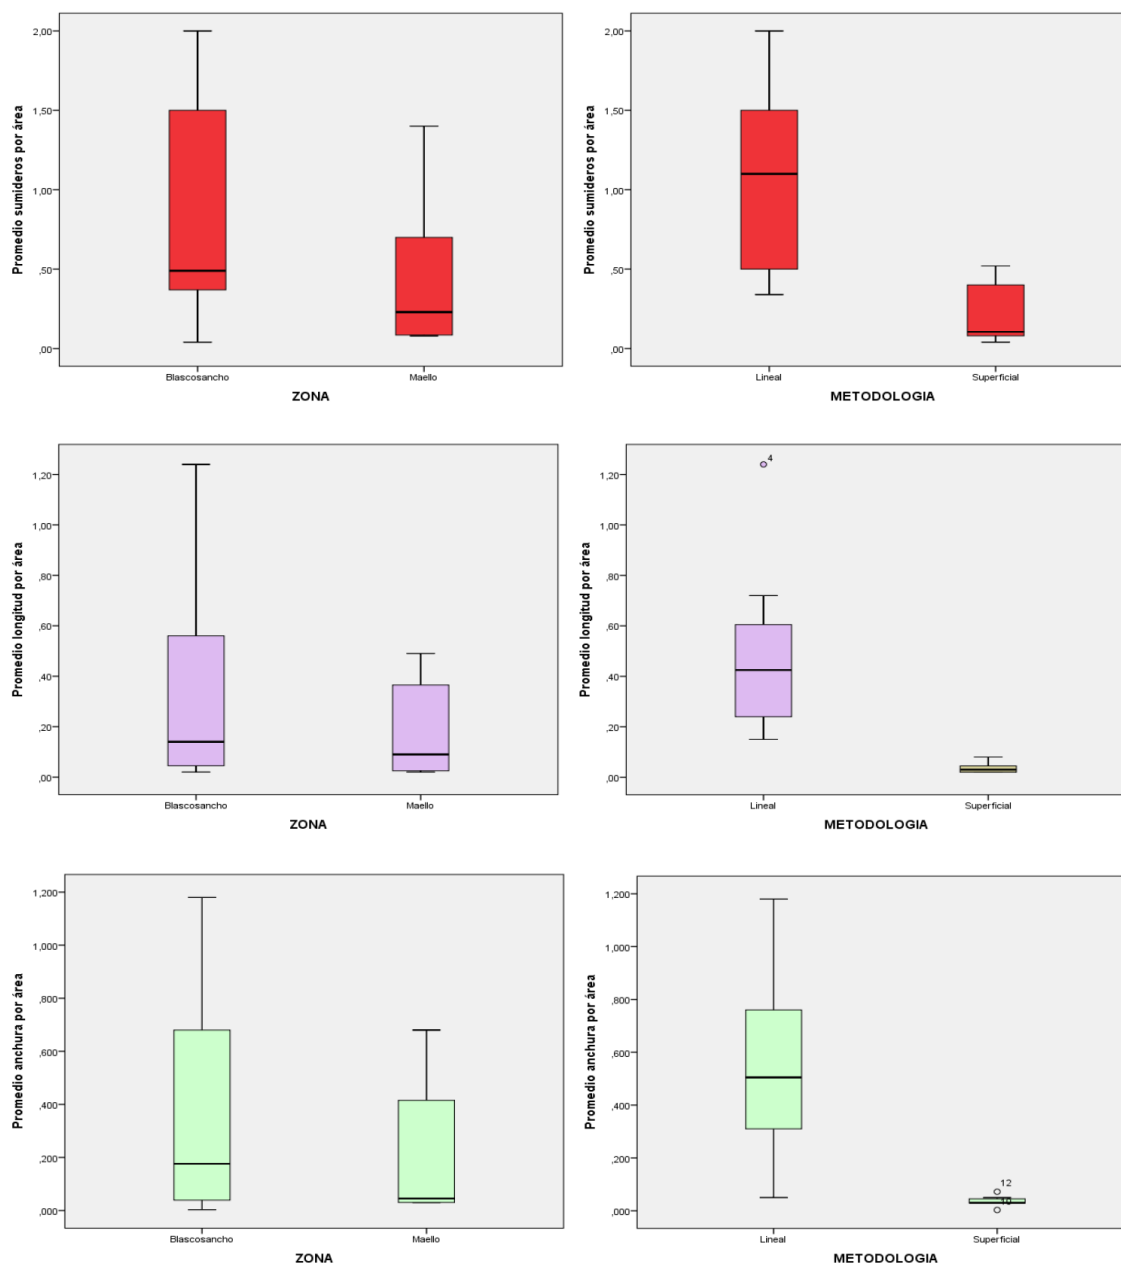 Promedio sumideros por área
2,00
1,50
1,00
,50
,00
Blascosancho
Maello
ZONA
Promedio sumideros por área
2,00
1,50
1,00
,50
,00
Lineal
Superficial
METODOLOGIA
Promedio longitud por área
1,20
1,00
,80
,60
,40
,20
,00
Blascosancho
Maello
ZONA
Promedio longitud por área
1,20
1,00
,80
,60
,40
,20
,00
4
Lineal
Superficial
METODOLOGIA
Promedio anchura por área
1,200
1,000
,800
,600
,400
,200
,000
Blascosancho
Maello
ZONA
Promedio anchura por área
1,200
1,000
,800
,600
,400
,200
,000
12
10
Lineal
Superficial
METODOLOGIA